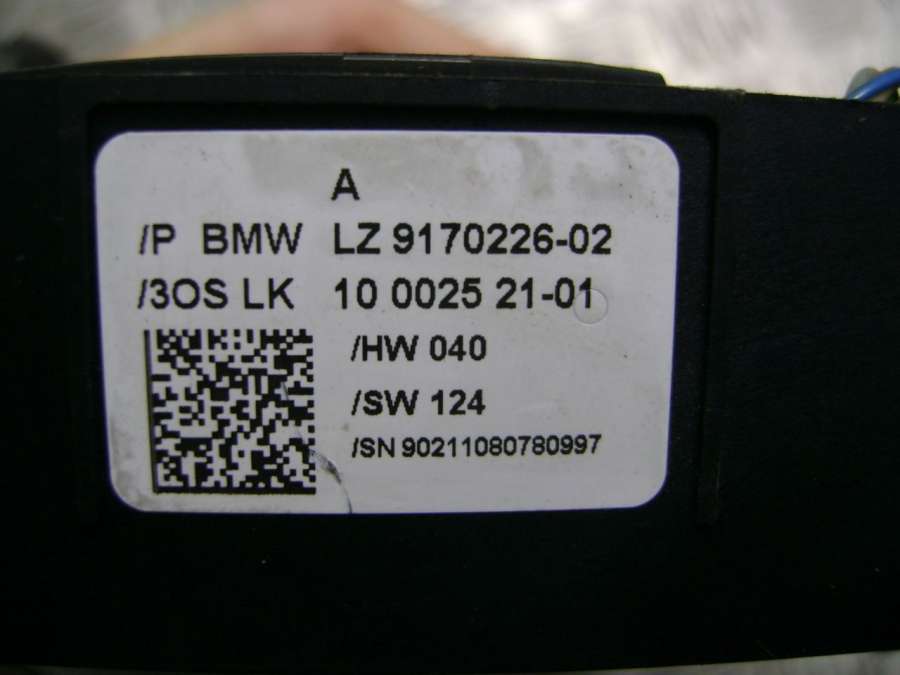 A
/P BMW LZ 9170226-02
/3OS LK 10 0025 21-01
/HW 040
/SW 124
/SN 90211080780997